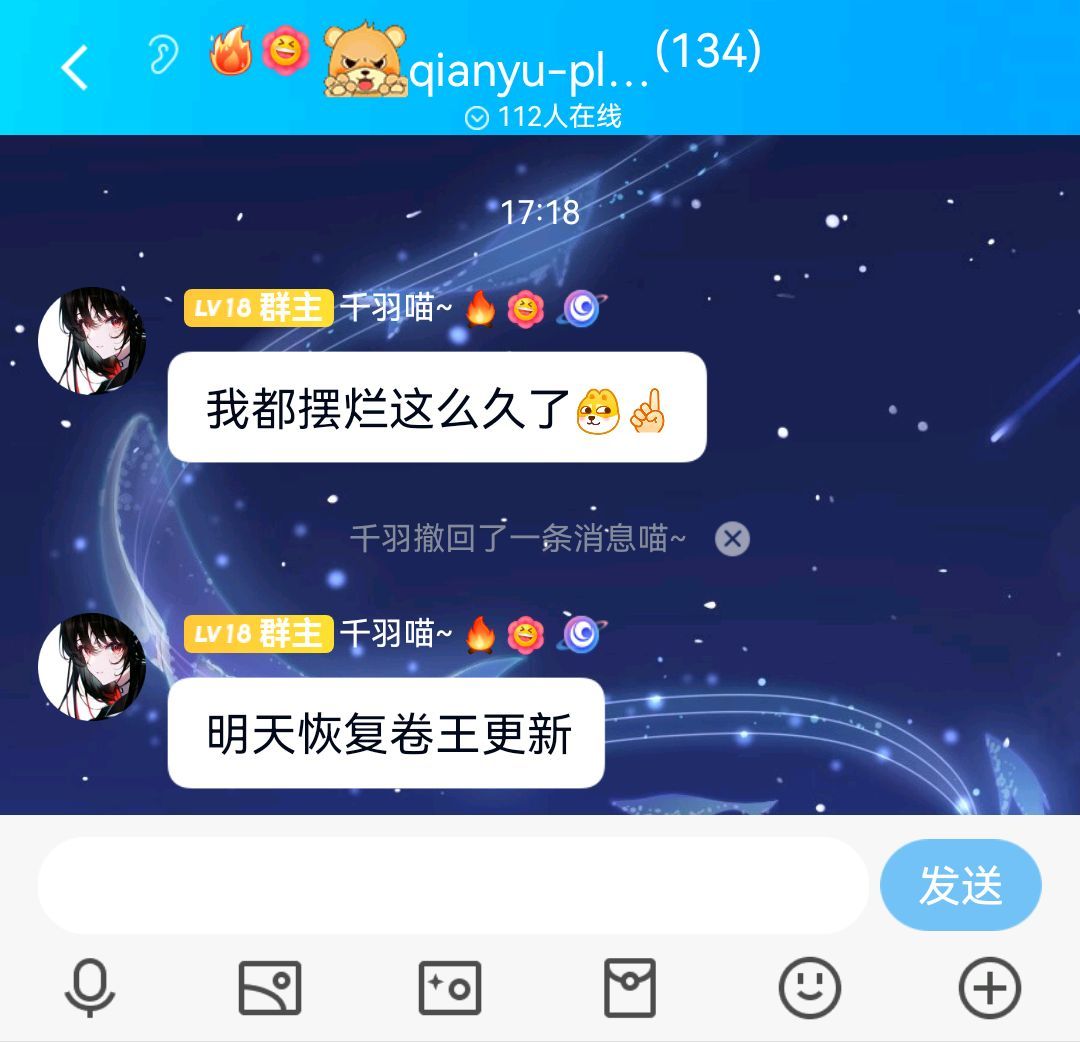 qianyu-pl...(134)
112人在线
17:18
LV18 群主 千羽喵~
我都摆烂这么久了
千羽撤回了一条消息喵~
LV18 群主 千羽喵~
明天恢复卷王更新
发送